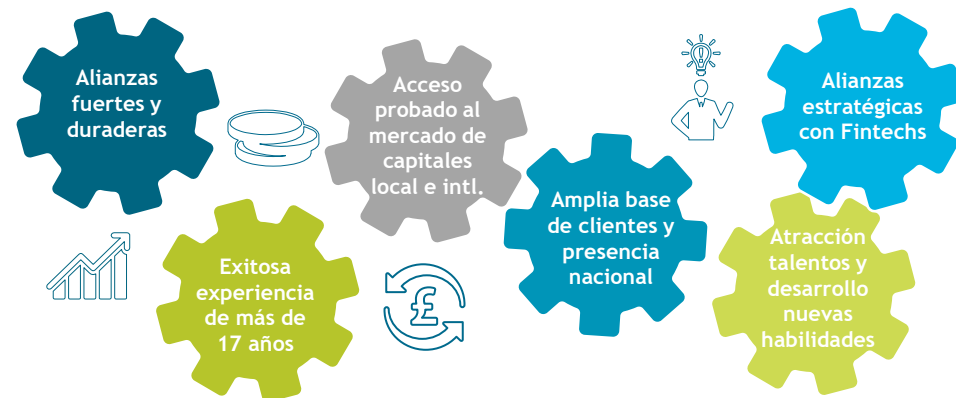 Alianzas
fuertes y
duraderas
Exitosa
experiencia
de más de
17 años
Acceso
probado al
mercado de
capitales
local e intl.
£
Amplia base
de clientes y
presencia
nacional
Alianzas
estratégicas
con Fintechs
Atracción
talentos y
desarrollo
nuevas
habilidades